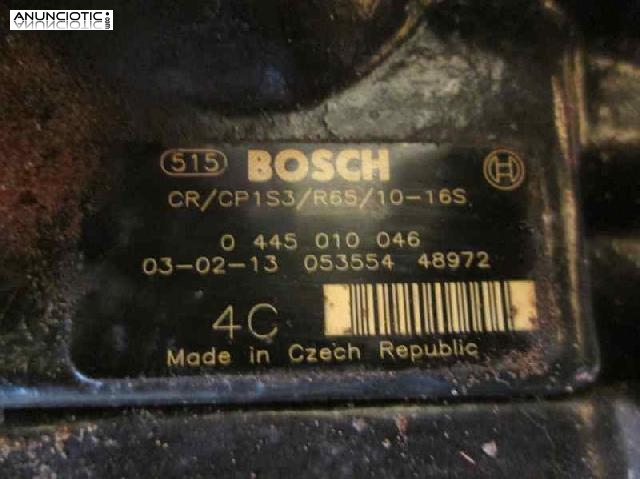 ANUNCIOTIC.com
515 BOSCH
CR/CP1S3/R65/10-16S
0 445 010 046
03-02-13 053554 48972
4C
Made in Czech Republic